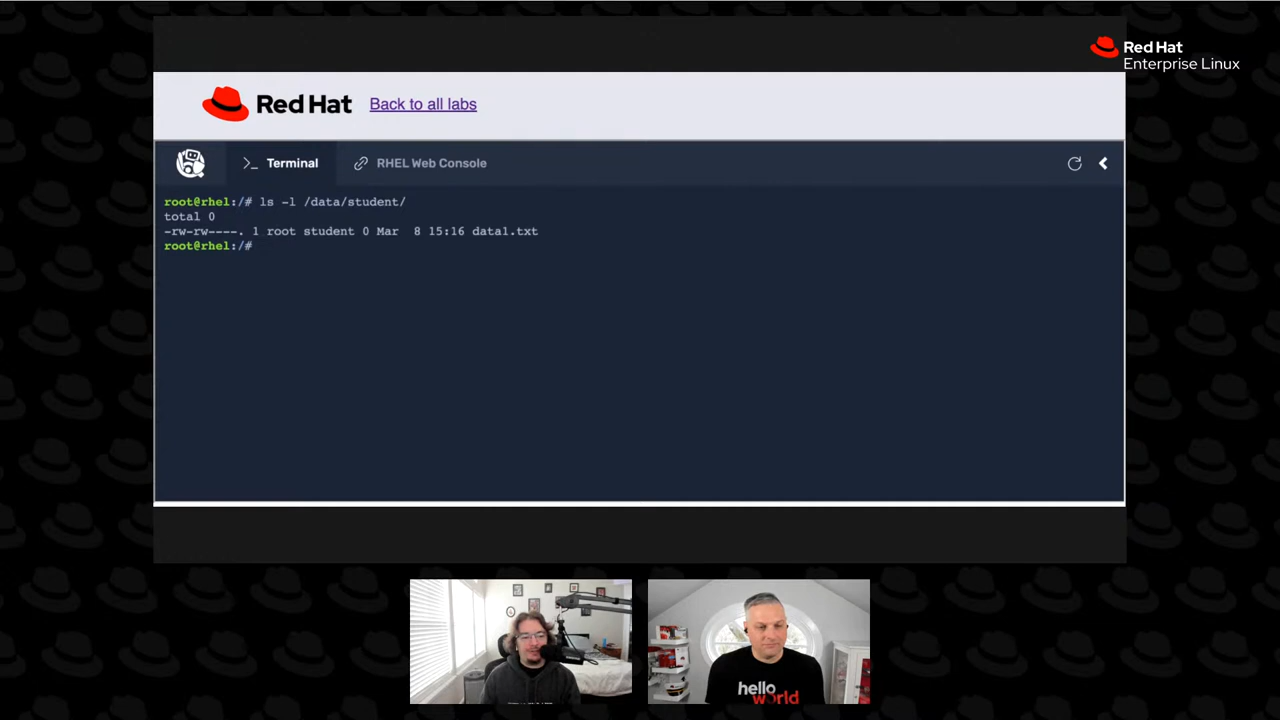 Red Hat
Enterprise Linux
Red Hat Back to all labs
>_ Terminal RHEL Web Console
root@rhel:/# ls -l /data/student/
total 0
-rw-rw----. 1 root student 0 Mar  8 15:16 data1.txt
root@rhel:/#
hello
world